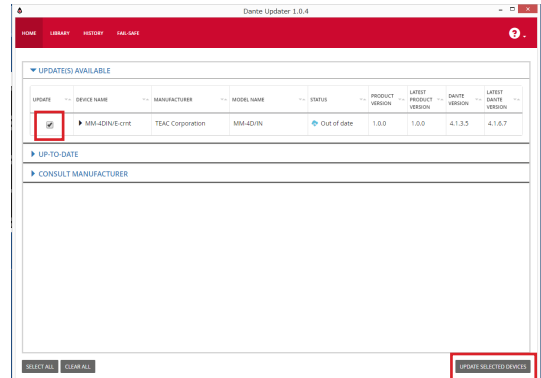 Dante Updater 1.0.4
HOME LIBRARY HISTORY FAIL-SAFE
?
UPDATE(S) AVAILABLE
UPDATE DEVICE NAME MANUFACTURER MODEL NAME STATUS PRODUCT VERSION LATEST PRODUCT VERSION DANTE VERSION LATEST DANTE VERSION
MM-4DIN/E-crnt TEAC Corporation MM-4D/IN Out of date 1.0.0 1.0.0 4.1.3.5 4.1.6.7
UP-TO-DATE
CONSULT MANUFACTURER
SELECT ALL CLEAR ALL UPDATE SELECTED DEVICES